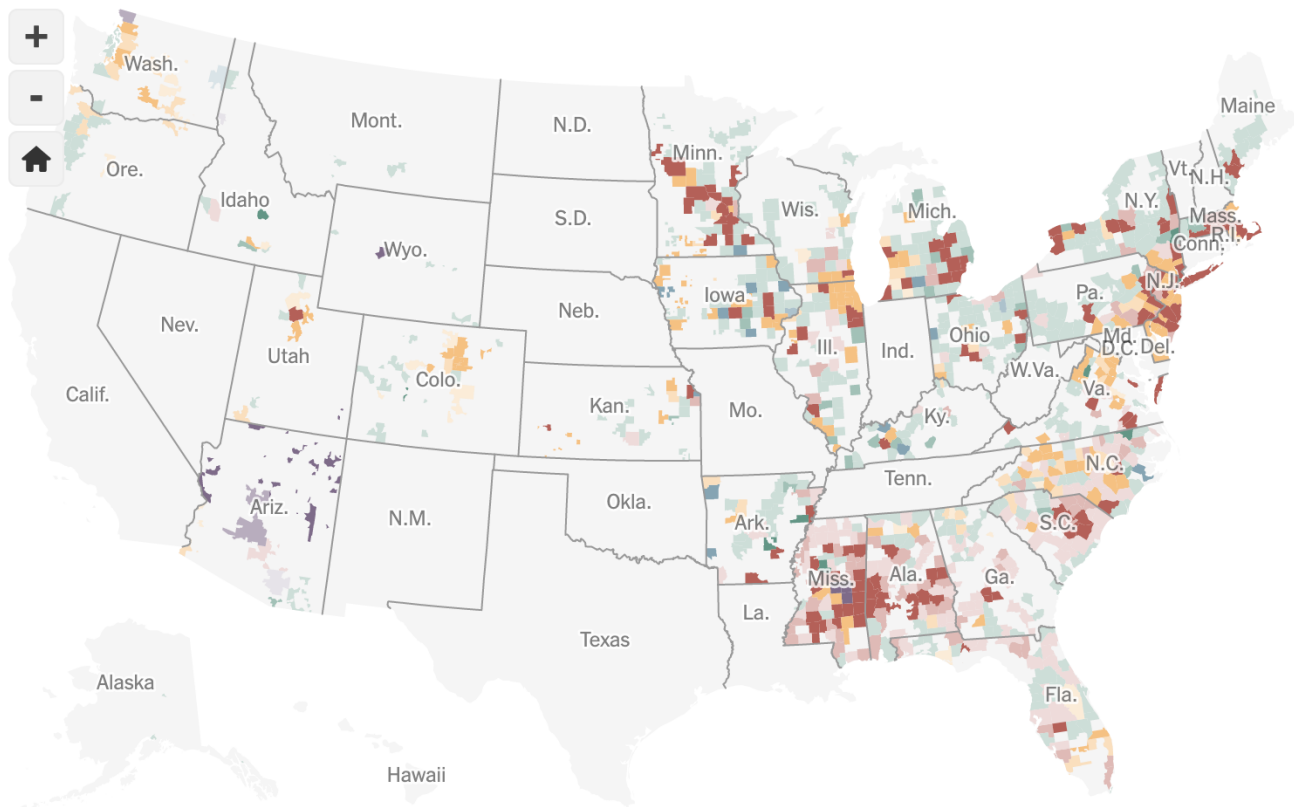 +
-
Wash.
Mont.
N.D.
Minn.
Maine
Ore.
Idaho
S.D.
Wis.
Mich.
Vt.
N.H.
N.Y.
Mass.
R.I.
Conn.
Wyo.
Neb.
Iowa
Pa.
N.J.
Nev.
Utah
Colo.
Ill.
Ind.
Ohio
Md.
D.C.
Del.
W.Va.
Va.
Calif.
Kan.
Mo.
Ky.
N.C.
Tenn.
Ariz.
N.M.
Okla.
Ark.
S.C.
Miss.
Ala.
Ga.
La.
Texas
Alaska
Fla.
Hawaii